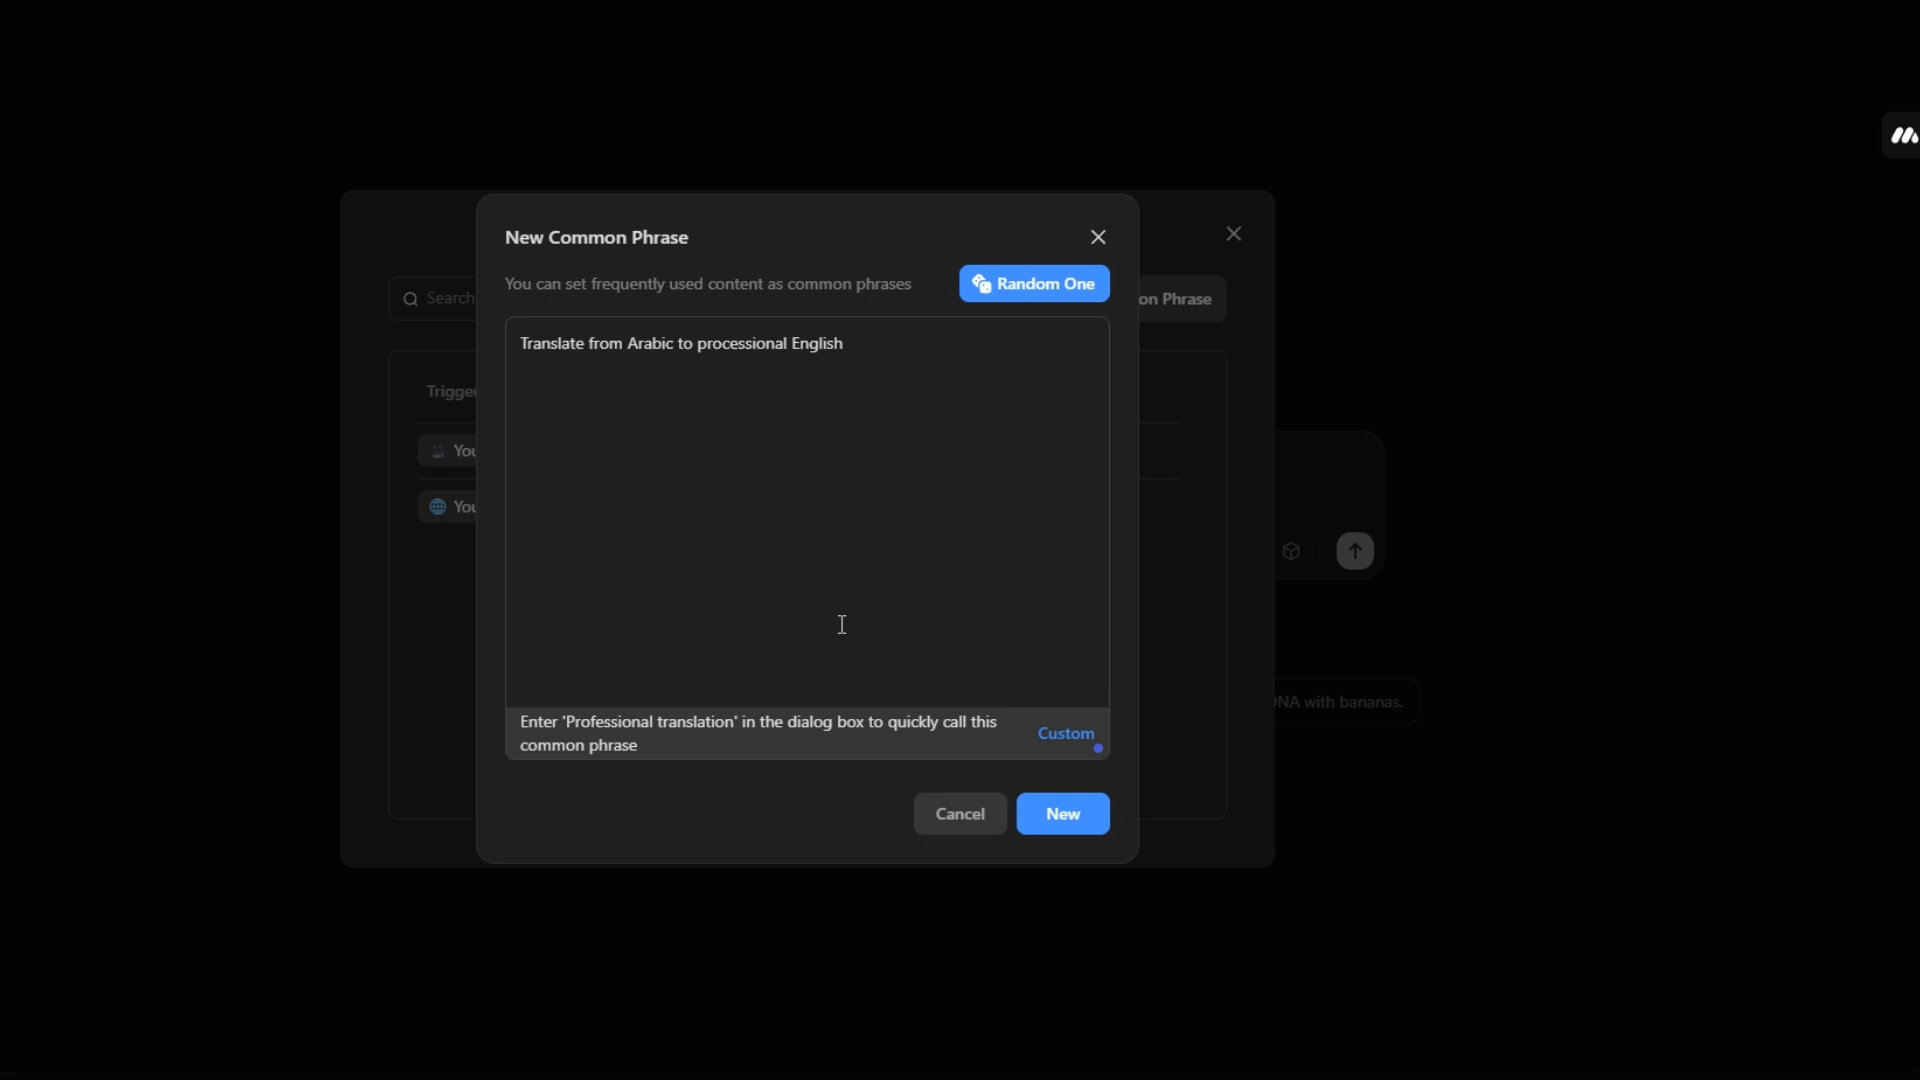 New Common Phrase
You can set frequently used content as common phrases
Random One
Search
on Phrase
Translate from Arabic to processional English
Trigger
You
You
NA with bananas.
Enter 'Professional translation' in the dialog box to quickly call this
common phrase
Custom
Cancel
New